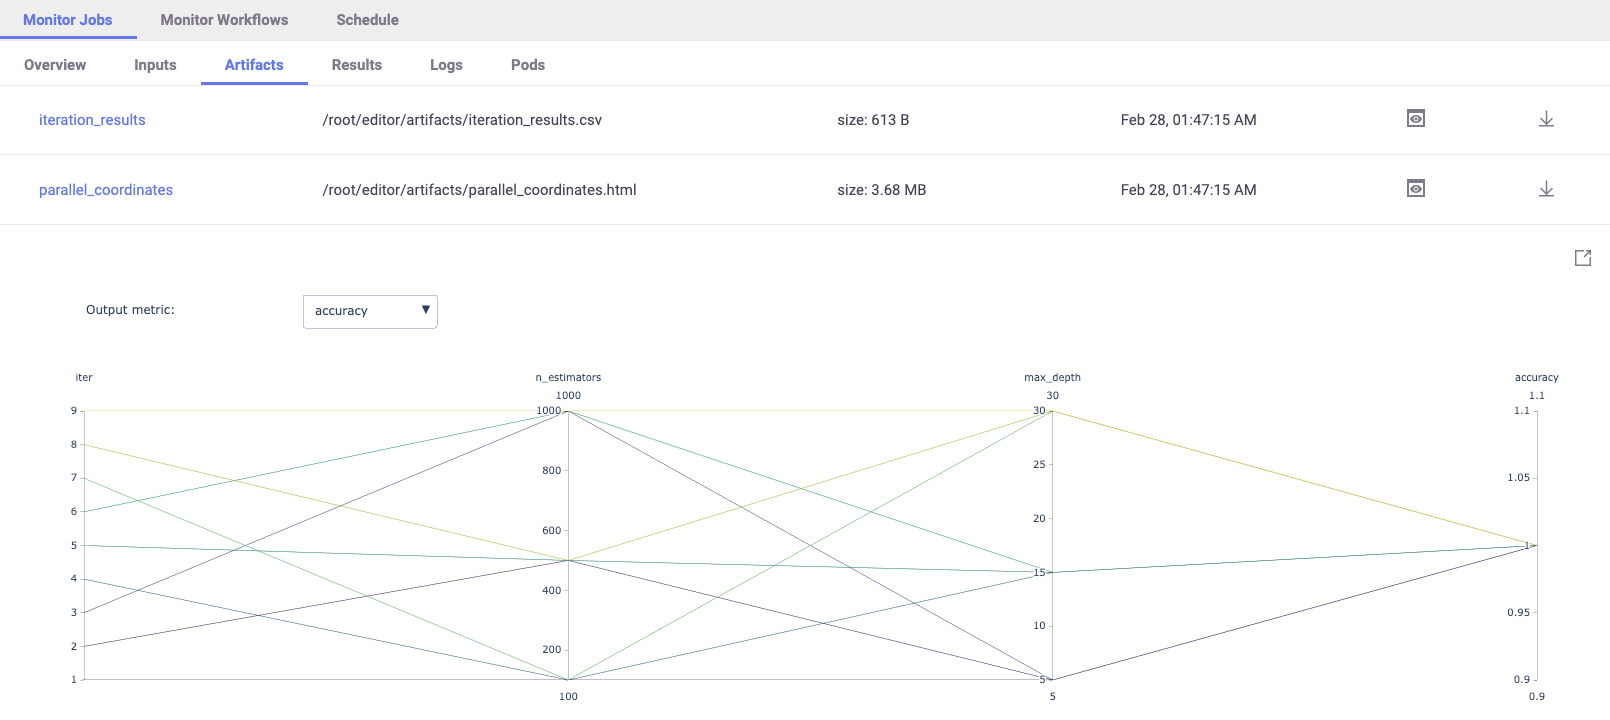 Monitor Jobs Monitor Workflows Schedule
Overview Inputs Artifacts Results Logs Pods
iteration_results /root/editor/artifacts/iteration_results.csv size: 613 B Feb 28, 01:47:15 AM
parallel_coordinates /root/editor/artifacts/parallel_coordinates.html size: 3.68 MB Feb 28, 01:47:15 AM
Output metric: accuracy
iter n_estimators max_depth accuracy
1000 30 1.1
9 1000 30 1.1
8
25
800
7 1.05
6
20
600
5 1
15
4
400
3 0.95
10
2
200
1 5 0.9
100 5 0.9